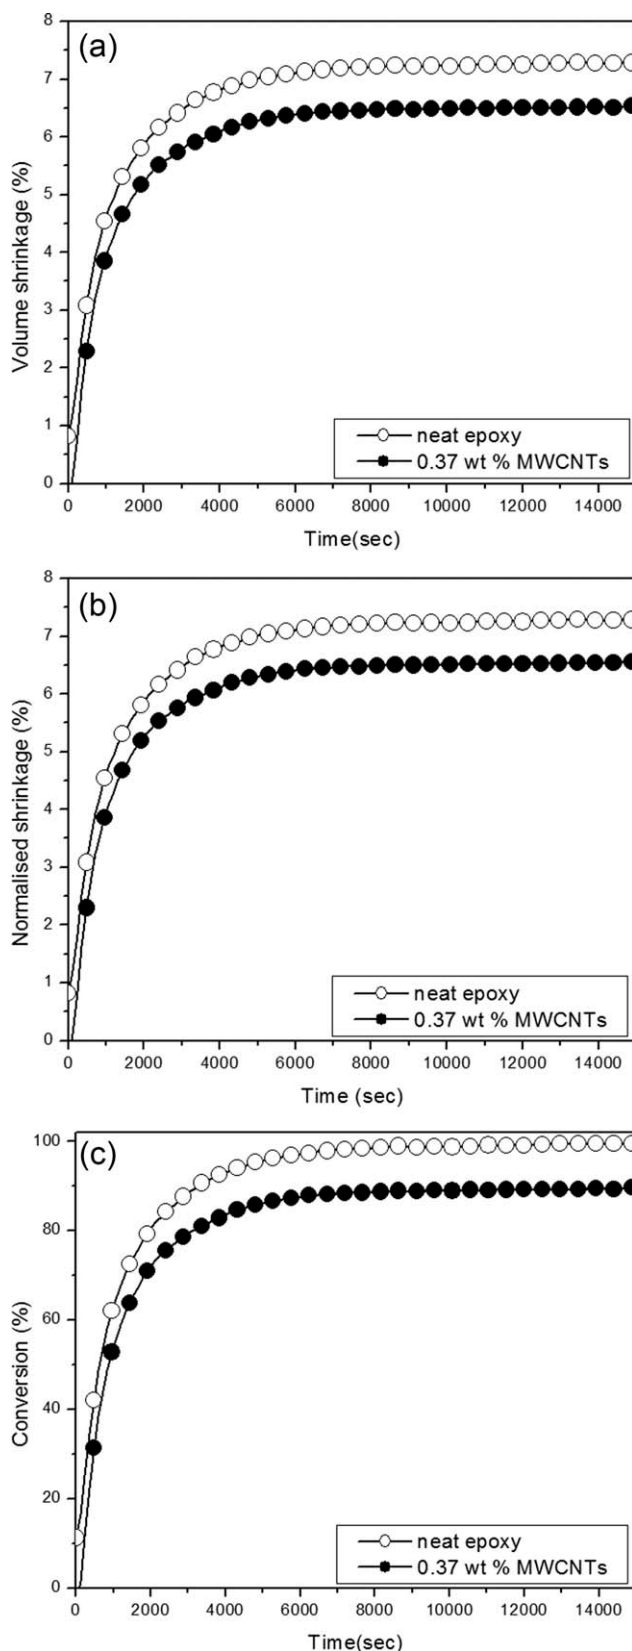 (a)
Volume shrinkage (%)
8
7
6
5
4
3
2
1
0
neat epoxy
0.37 wt % MWCNTs
0 2000 4000 6000 8000 10000 12000 14000
Time(sec)
(b)
Normalised shrinkage (%)
8
7
6
5
4
3
2
1
0
neat epoxy
0.37 wt % MWCNTs
0 2000 4000 6000 8000 10000 12000 14000
Time (sec)
(c)
Conversion (%)
100
80
60
40
20
0
neat epoxy
0.37 wt % MWCNTs
0 2000 4000 6000 8000 10000 12000 14000
Time(sec)